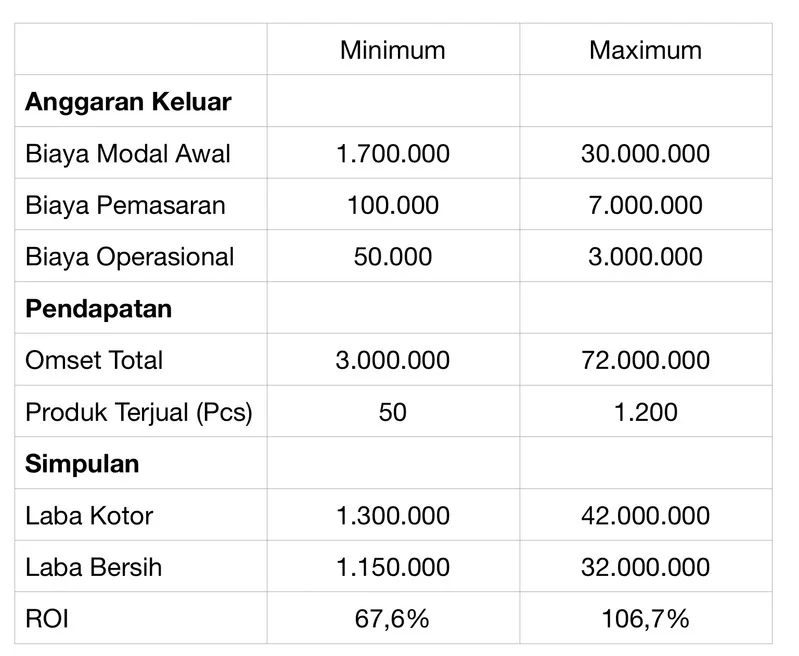 Minimum Maximum
Anggaran Keluar
Biaya Modal Awal 1.700.000 30.000.000
Biaya Pemasaran 100.000 7.000.000
Biaya Operasional 50.000 3.000.000
Pendapatan
Omset Total 3.000.000 72.000.000
Produk Terjual (Pcs) 50 1.200
Simpulan
Laba Kotor 1.300.000 42.000.000
Laba Bersih 1.150.000 32.000.000
ROI 67,6% 106,7%